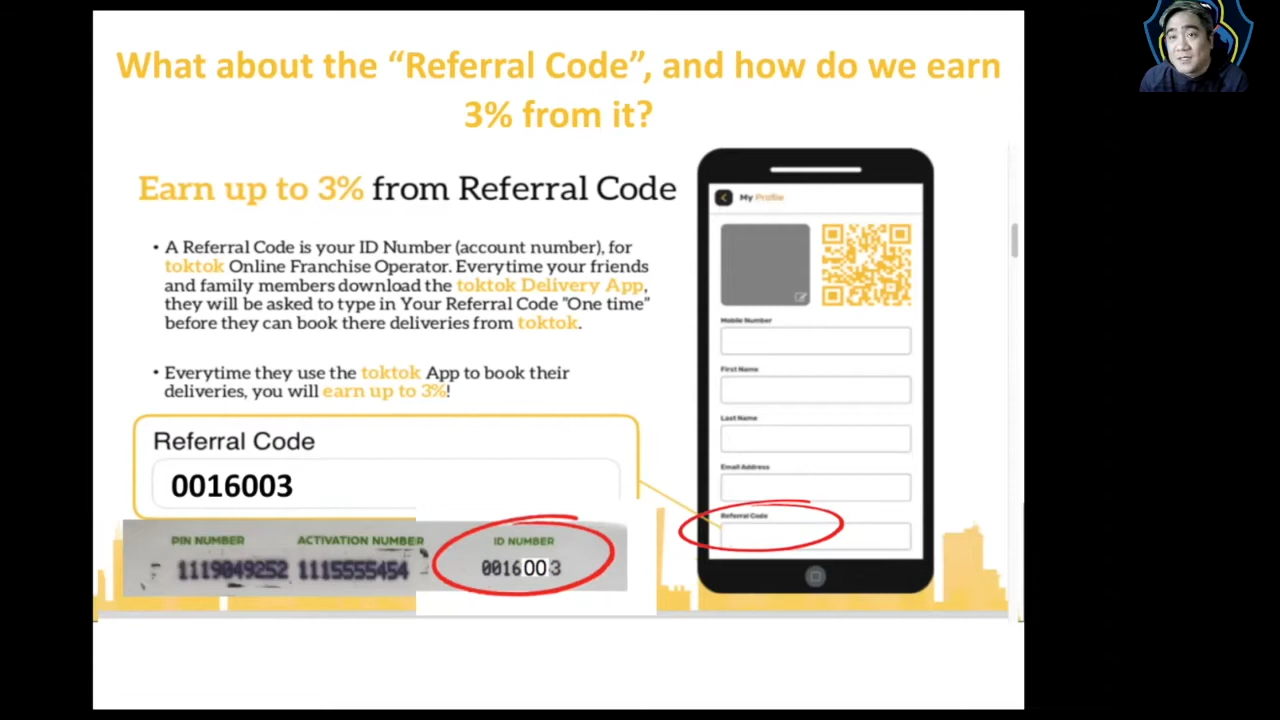 What about the “Referral Code”, and how do we earn
3% from it?
Earn up to 3% from Referral Code
• A Referral Code is your ID Number (account number), for
toktok Online Franchise Operator. Everytime your friends
and family members download the toktok Delivery App,
they will be asked to type in Your Referral Code "One time"
before they can book there deliveries from toktok.
• Everytime they use the toktok App to book their
deliveries, you will earn up to 3%!
Referral Code
0016003
PIN NUMBER ACTIVATION NUMBER ID NUMBER
1119049252 1115555454 0016003
My Profile
Mobile Number
First Name
Last Name
Email Address
Referral Code